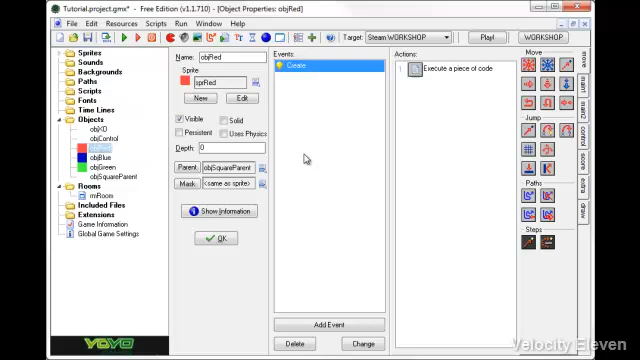 Tutorial.project.gmx* - Free Edition (v1.1.710) - [Object Properties: objRed]
File Edit Resources Scripts Run Window Help
Target: Steam WORKSHOP
Play!
WORKSHOP
Sprites
Sounds
Backgrounds
Paths
Scripts
Fonts
Time Lines
Objects
objXO
objControl
objRed
objBlue
objGreen
objSquareParent
Rooms
rmRoom
Included Files
Extensions
Game Information
Global Game Settings
YOYO
Name: objRed
Sprite
sprRed
New
Edit
Visible
Solid
Persistent
Uses Physics
Depth: 0
Parent objSquareParent
Mask <same as sprite>
Show Information
OK
Events:
Create
Add Event
Delete
Change
Actions:
1
Execute a piece of code
Move
Jump
Paths
Steps
move
main1
main2
control
score
extra
draw
Velocity Eleven